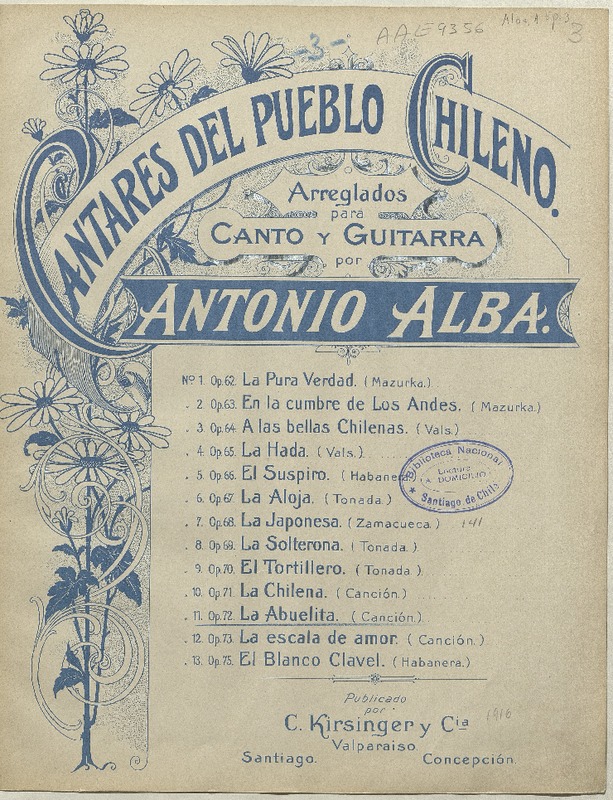 -3-
AAE9356
3
CANTARES DEL PUEBLO CHILENO.
Arreglados
para
CANTO Y GUITARRA
por
ANTONIO ALBA.
Nº 1. Op.62. La Pura Verdad. (Mazurka.)
. 2. Op.63. En la cumbre de Los Andes. (Mazurka.)
. 3. Op.64. A las bellas Chilenas. (Vals.)
. 4. Op.65. La Hada. (Vals.)
. 5. Op.66. El Suspiro. (Habanera.)
. 6. Op.67. La Aloja. (Tonada.)
. 7. Op.68. La Japonesa. (Zamacueca.)
. 8. Op.69. La Solterona. (Tonada.)
. 9. Op.70. El Tortillero. (Tonada.)
. 10. Op.71. La Chilena. (Canción.)
. 11. Op.72. La Abuelita. (Canción.)
. 12. Op.73. La escala de amor. (Canción.)
. 13. Op.75. El Blanco Clavel. (Habanera.)
Biblioteca Nacional
Lectura
A DOMICILIO
Santiago de Chile
141
Publicado
por
C. Kirsinger y Cia
1916
Valparaiso.
Santiago. Concepción.